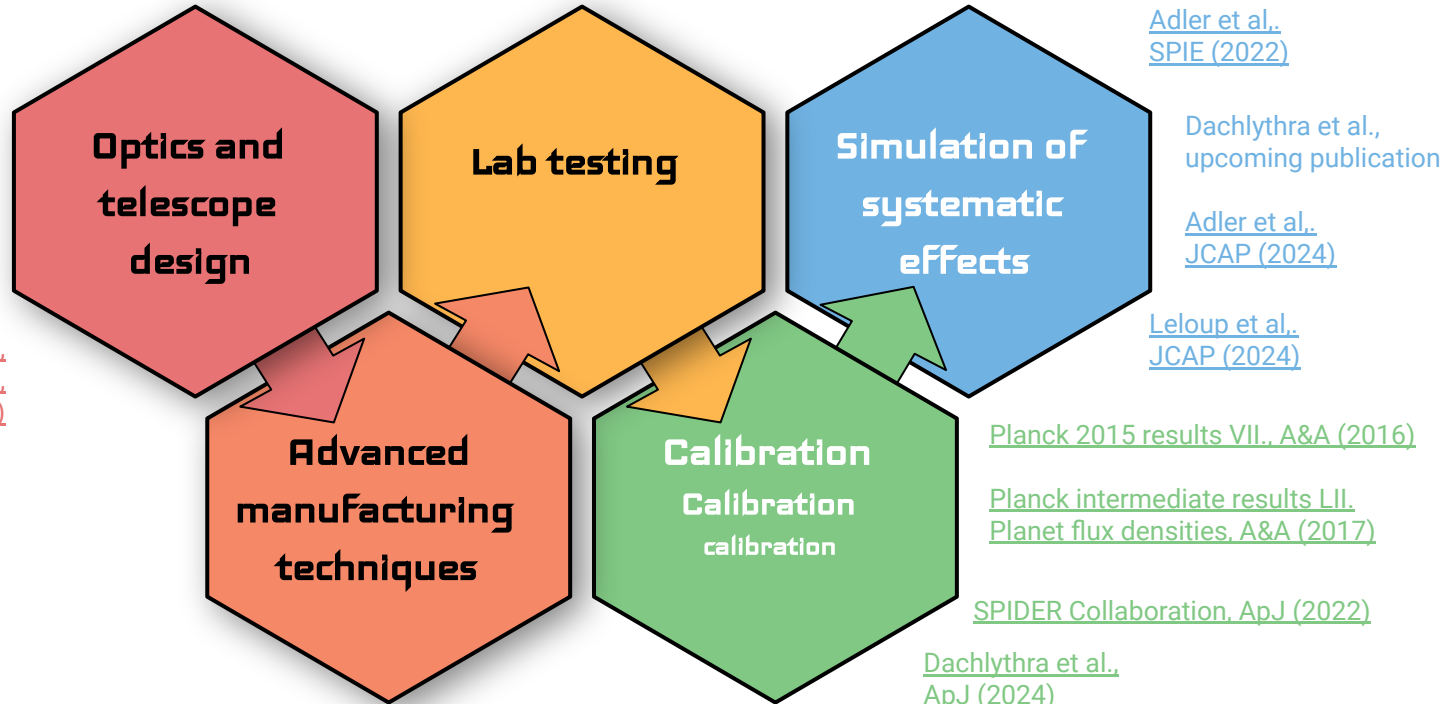 Optics and
telescope
design
Lab testing
Simulation of
systematic
effects
Adler et al,.
SPIE (2022)
Dachlythra et al.,
upcoming publication
Adler et al,.
JCAP (2024)
Leloup et al,.
JCAP (2024)
Advanced
manufacturing
techniques
Calibration
Calibration
calibration
Planck 2015 results VII., A&A (2016)
Planck intermediate results LII.
Planet flux densities, A&A (2017)
SPIDER Collaboration, ApJ (2022)
Dachlythra et al.,
ApJ (2024)